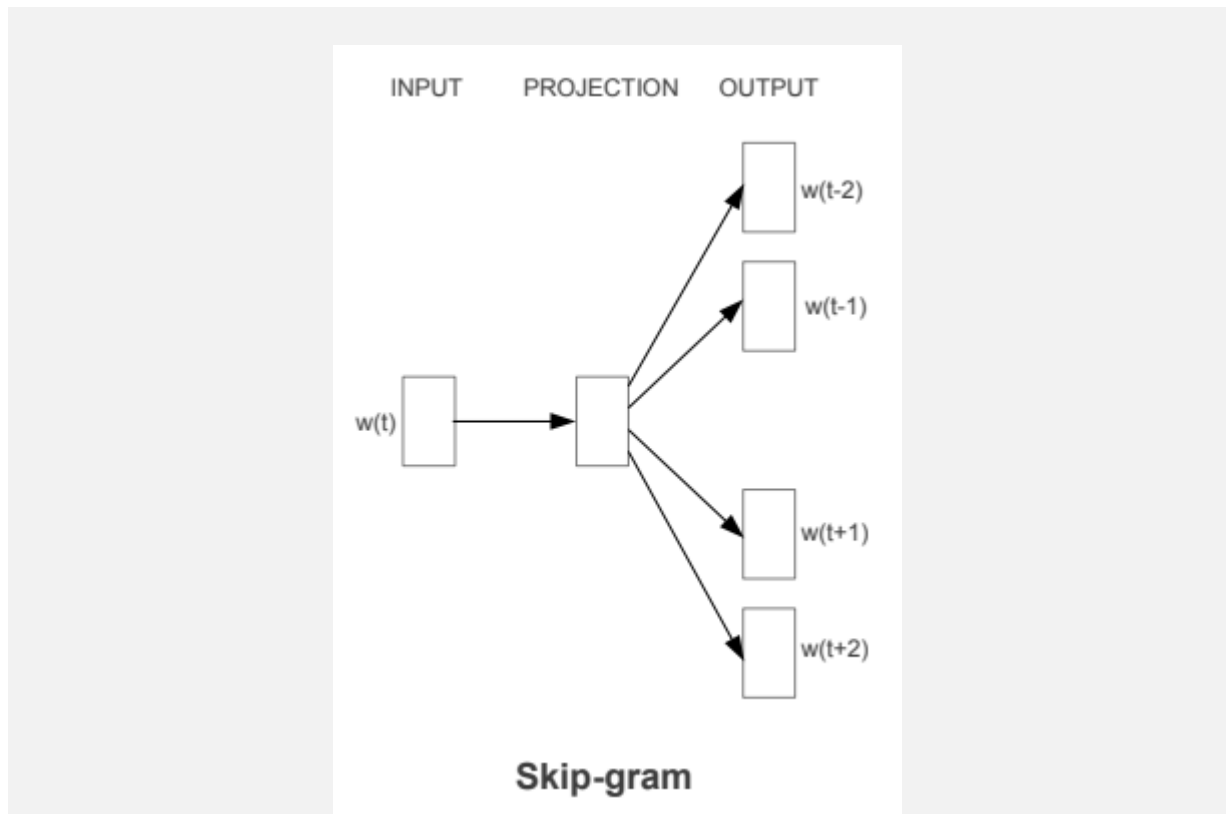 INPUT PROJECTION OUTPUT
w(t-2)
w(t-1)
w(t)
w(t+1)
w(t+2)
Skip-gram